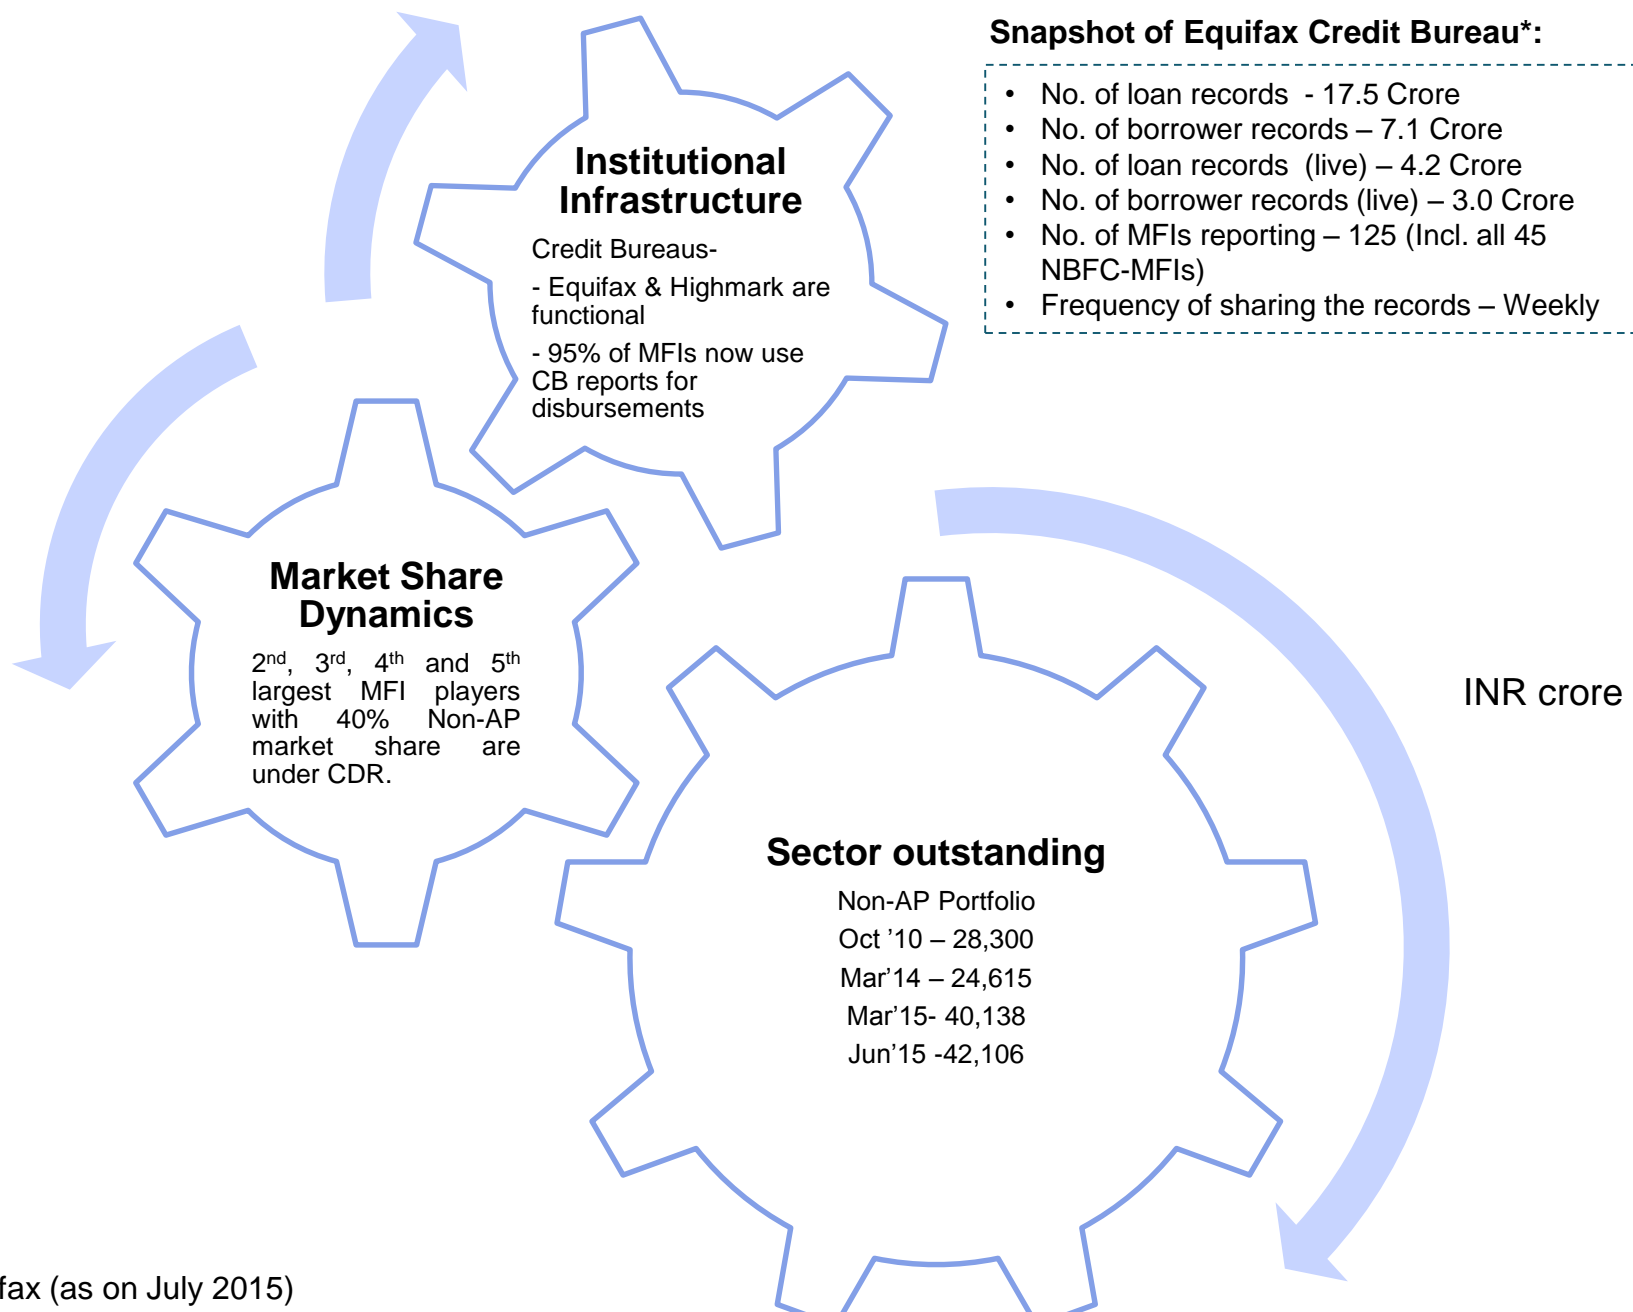 Snapshot of Equifax Credit Bureau*:
• No. of loan records - 17.5 Crore
• No. of borrower records – 7.1 Crore
• No. of loan records (live) – 4.2 Crore
• No. of borrower records (live) – 3.0 Crore
• No. of MFIs reporting – 125 (Incl. all 45
NBFC-MFIs)
• Frequency of sharing the records – Weekly
Institutional
Infrastructure
Credit Bureaus-
- Equifax & Highmark are
functional
- 95% of MFIs now use
CB reports for
disbursements
Market Share
Dynamics
2nd, 3rd, 4th and 5th
largest MFI players
with 40% Non-AP
market share are
under CDR.
INR crore
Sector outstanding
Non-AP Portfolio
Oct ’10 – 28,300
Mar’14 – 24,615
Mar’15- 40,138
Jun’15 -42,106
fax (as on July 2015)